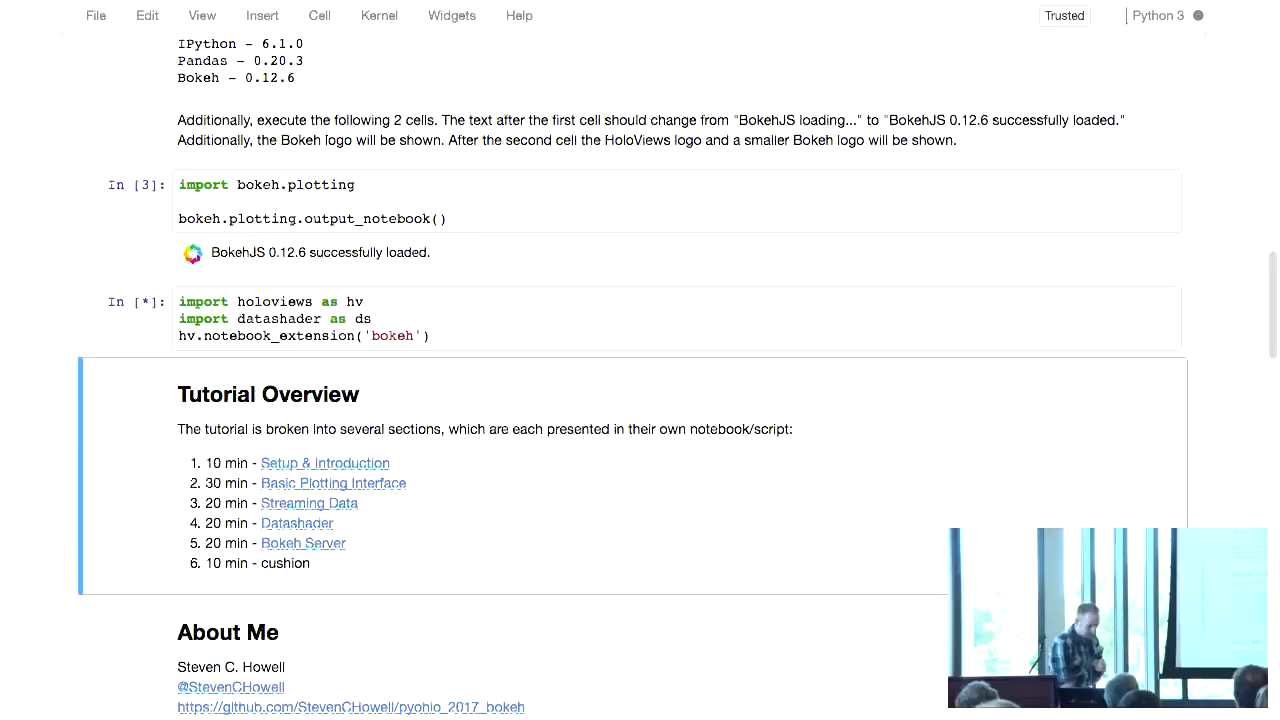 File Edit View Insert Cell Kernel Widgets Help Trusted Python 3
IPython - 6.1.0
Pandas - 0.20.3
Bokeh - 0.12.6
Additionally, execute the following 2 cells. The text after the first cell should change from "BokehJS loading..." to "BokehJS 0.12.6 successfully loaded."
Additionally, the Bokeh logo will be shown. After the second cell the HoloViews logo and a smaller Bokeh logo will be shown.
In [3]: import bokeh.plotting
bokeh.plotting.output_notebook()
BokehJS 0.12.6 successfully loaded.
In [*]: import holoviews as hv
import datashader as ds
hv.notebook_extension('bokeh')
Tutorial Overview
The tutorial is broken into several sections, which are each presented in their own notebook/script:
1. 10 min - Setup & Introduction
2. 30 min - Basic Plotting Interface
3. 20 min - Streaming Data
4. 20 min - Datashader
5. 20 min - Bokeh Server
6. 10 min - cushion
About Me
Steven C. Howell
@StevenCHowell
https://github.com/StevenCHowell/pyohio_2017_bokeh